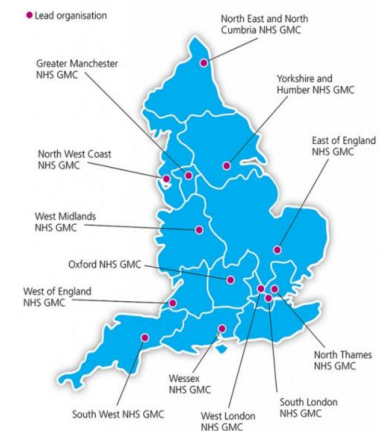 Lead organisation
North East and North
Cumbria NHS GMC
Greater Manchester
NHS GMC
Yorkshire and
Humber NHS GMC
East of England
NHS GMC
North West Coast
NHS GMC
West Midlands
NHS GMC
Oxford NHS GMC
West of England
NHS GMC
North Thames
NHS GMC
Wessex
NHS GMC
South London
NHS GMC
South West NHS GMC
West London
NHS GMC